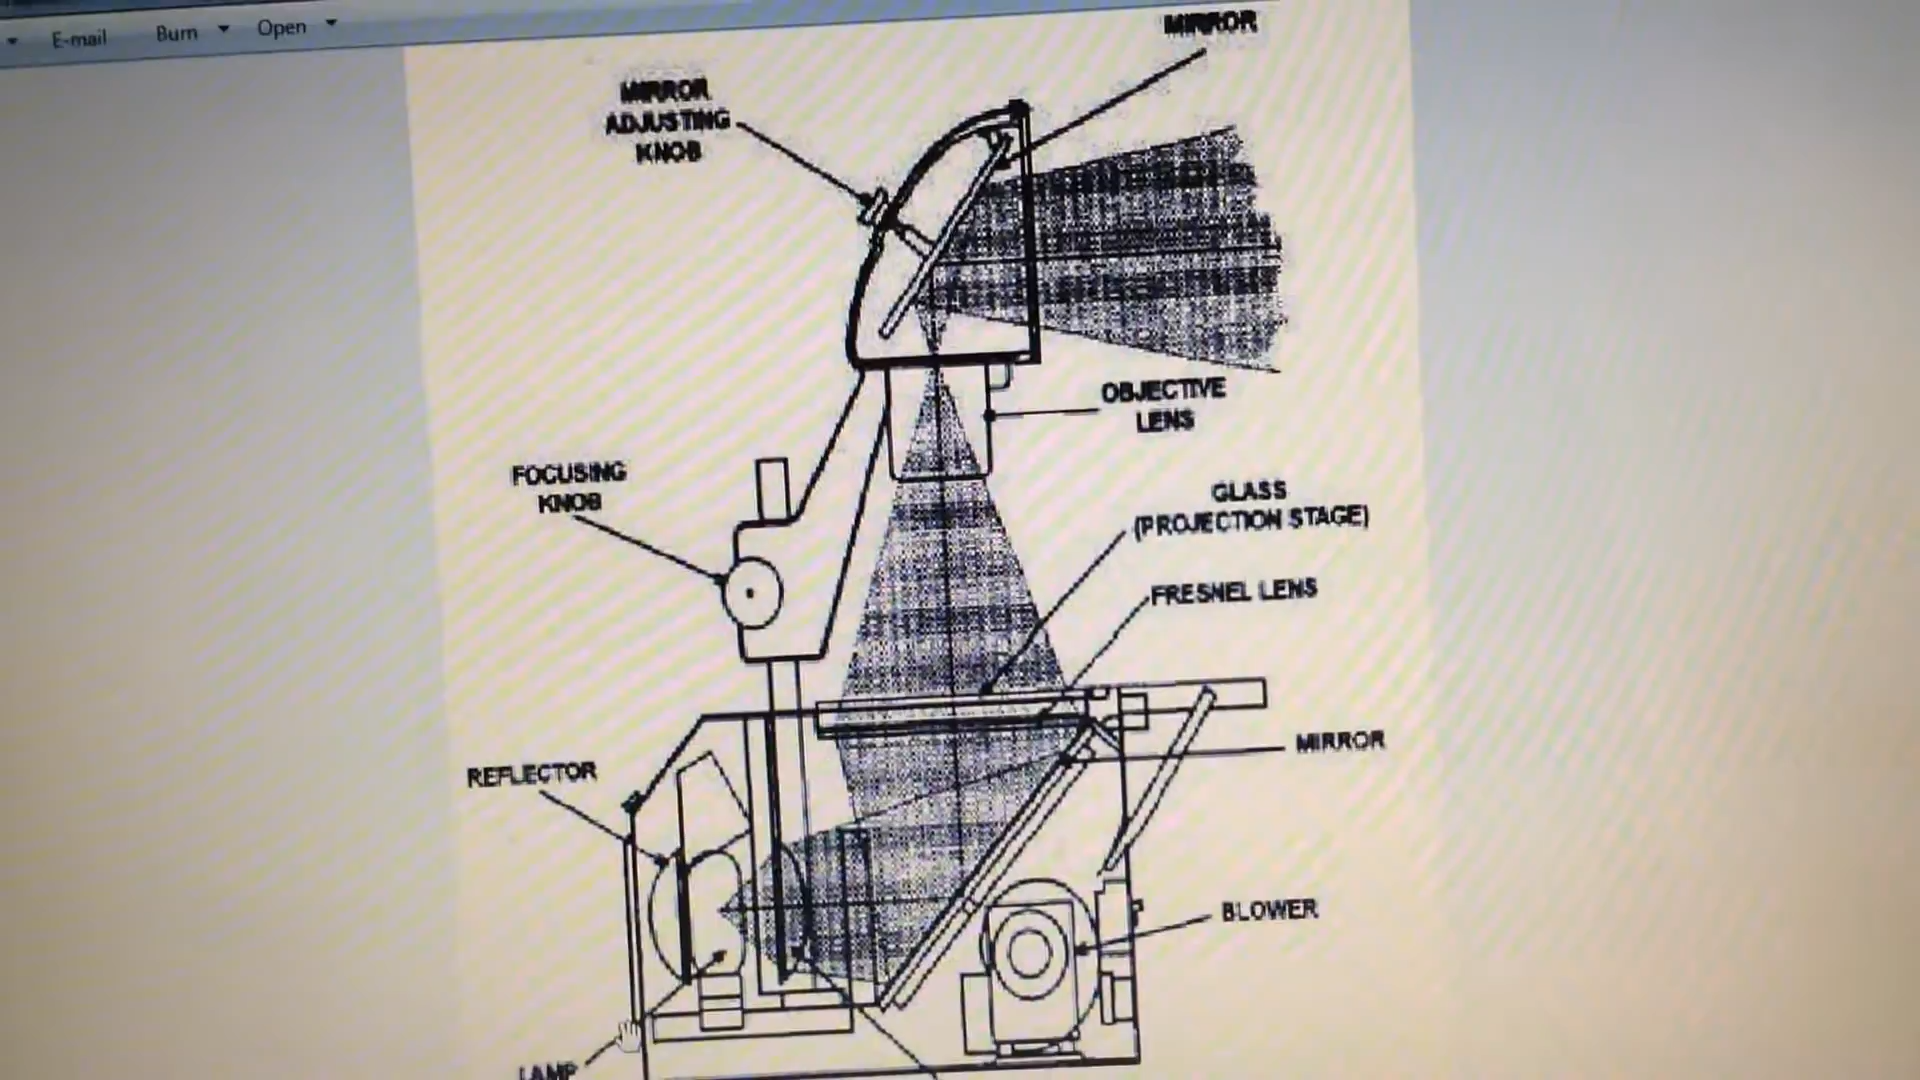 E-mail
Burn
Open
MIRROR
MIRROR
ADJUSTING
KNOB
OBJECTIVE
LENS
FOCUSING
KNOB
GLASS
(PROJECTION STAGE)
FRESNEL LENS
MIRROR
REFLECTOR
BLOWER
LAMP